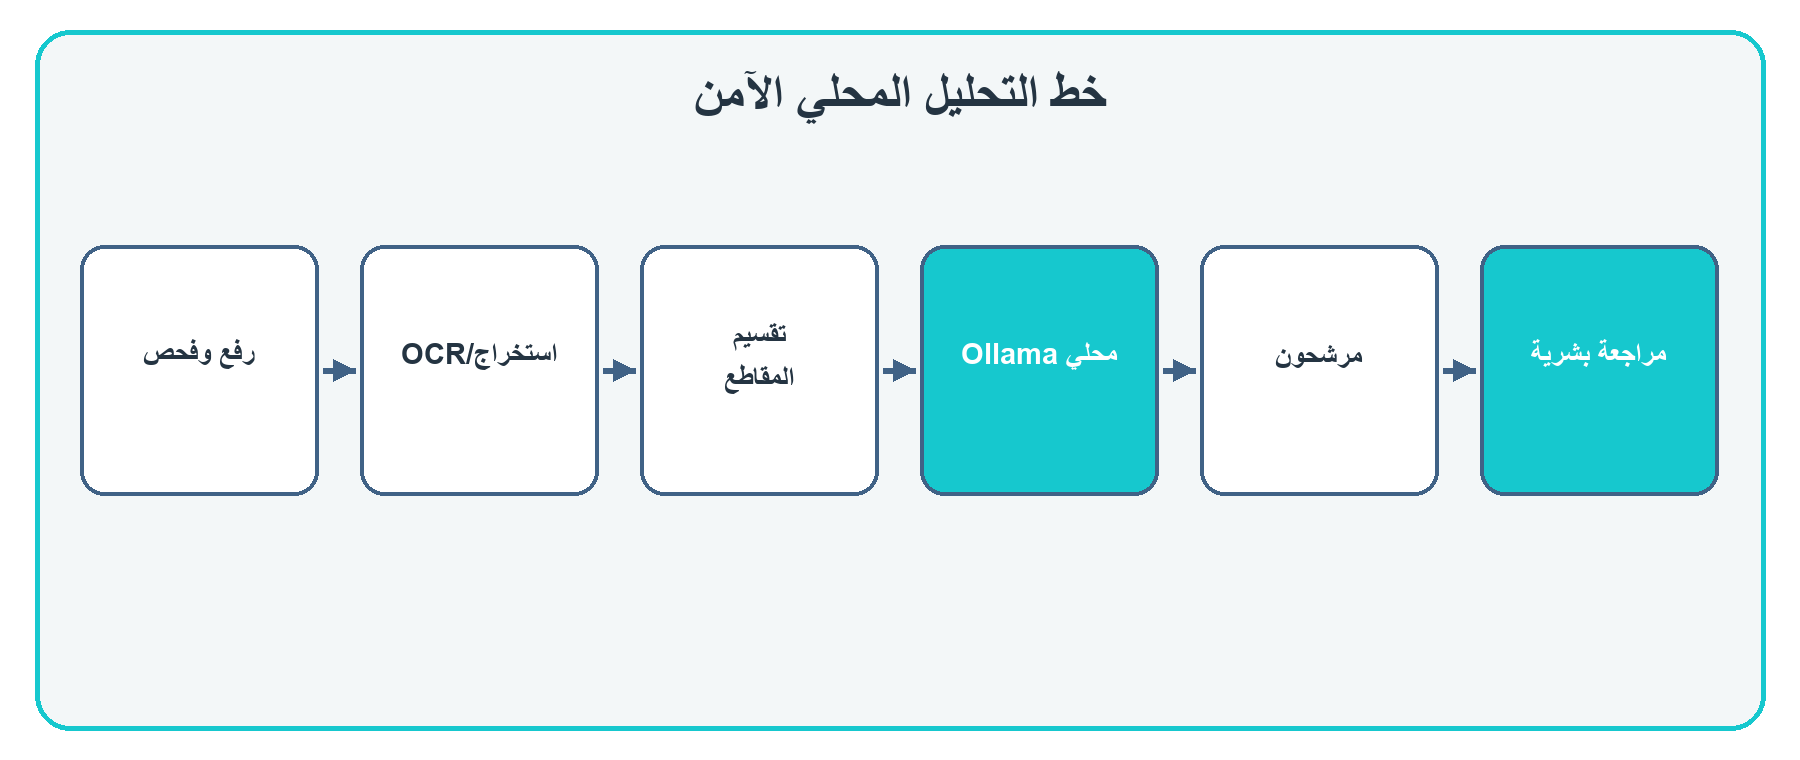 خط التحليل المحلي الآمن
رفع وفحص
استخراج/OCR
تقسيم
المقاطع
محلي Ollama
مرشحون
مراجعة بشرية